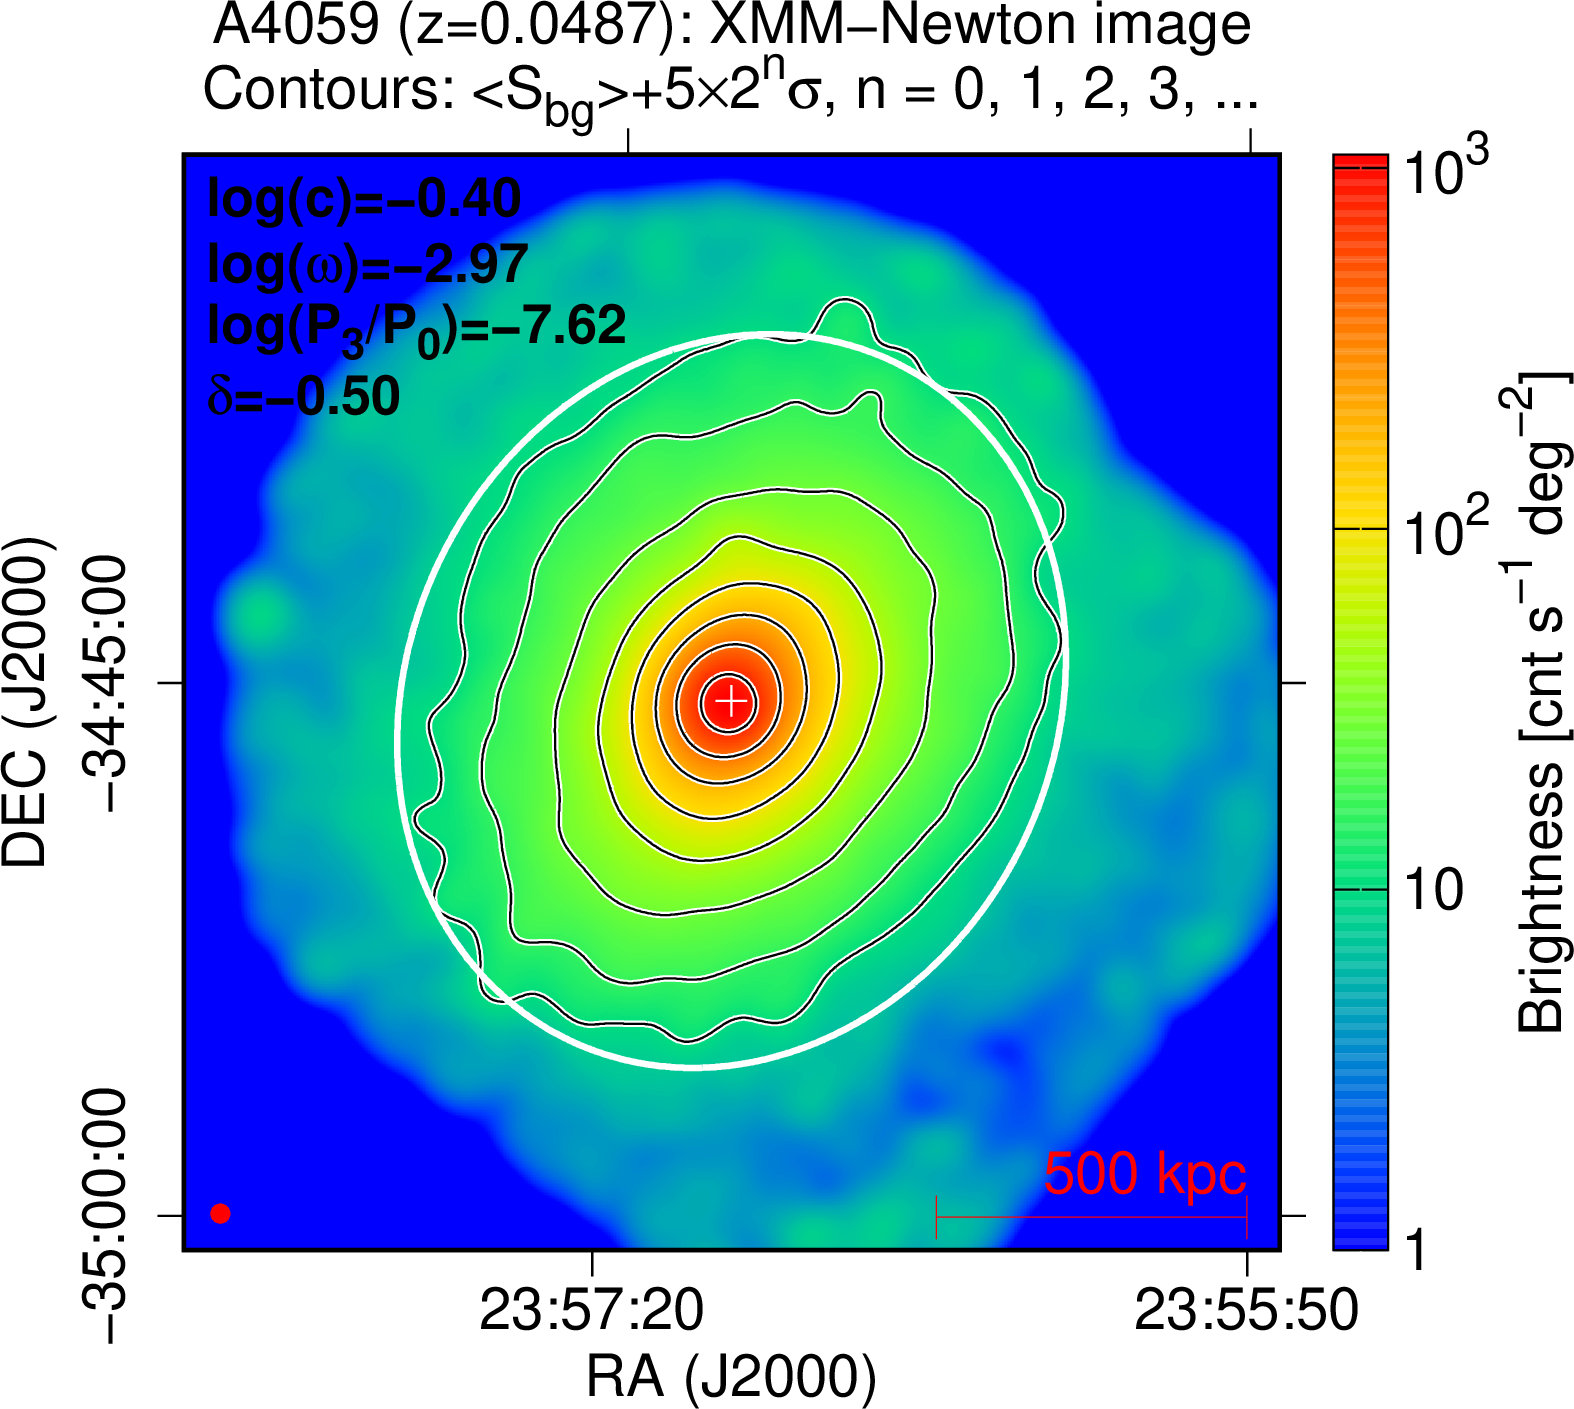 A4059 (z=0.0487): XMM−Newton image
Contours: <S_bg>+5×2^nσ, n = 0, 1, 2, 3, ...
log(c)=−0.40
log(ω)=−2.97
log(P_3/P_0)=−7.62
δ=−0.50
DEC (J2000)
−34:45:00
−35:00:00
500 kpc
23:57:20
23:55:50
RA (J2000)
10^3
10^2
10
1
Brightness [cnt s^−1 deg^−2]